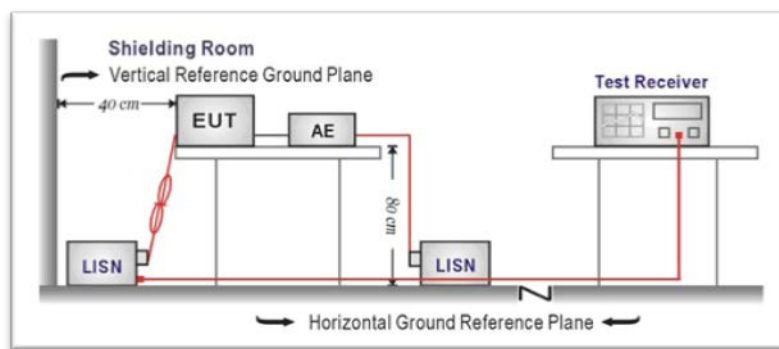 Shielding Room
Vertical Reference Ground Plane
40 cm
EUT
AE
Test Receiver
80 cm
LISN
LISN
Horizontal Ground Reference Plane